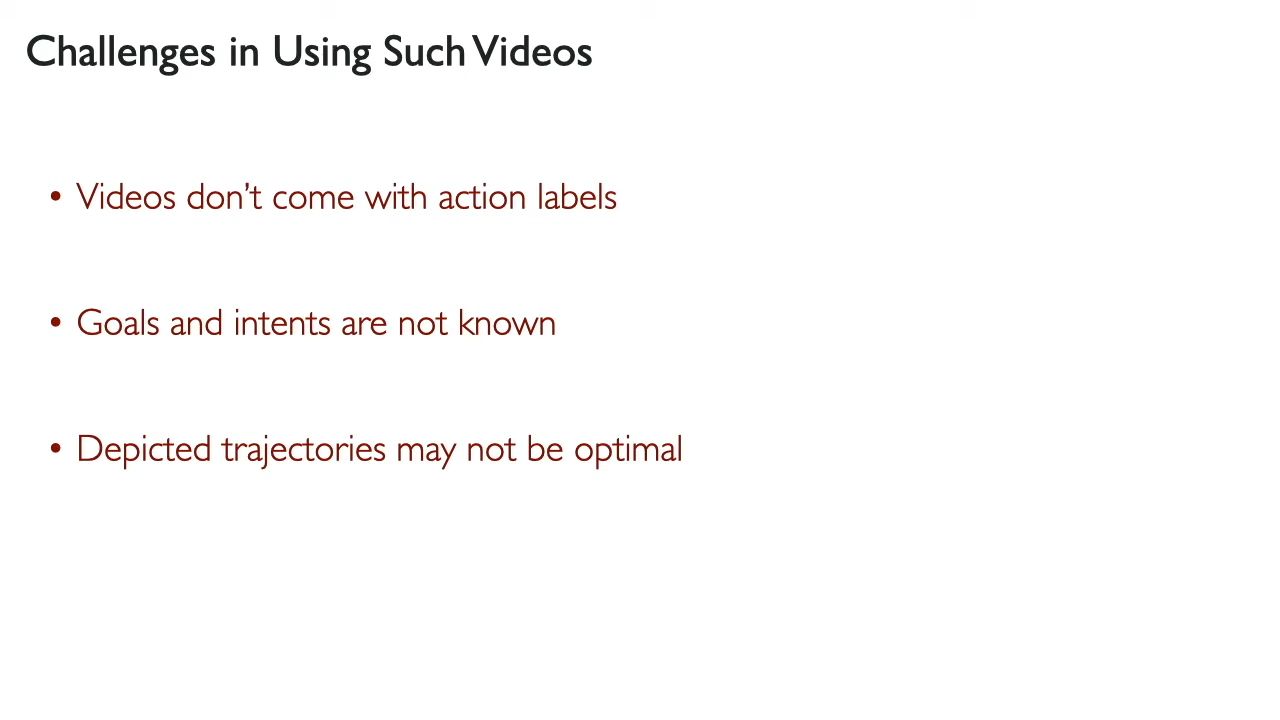 Challenges in Using Such Videos
• Videos don’t come with action labels
• Goals and intents are not known
• Depicted trajectories may not be optimal